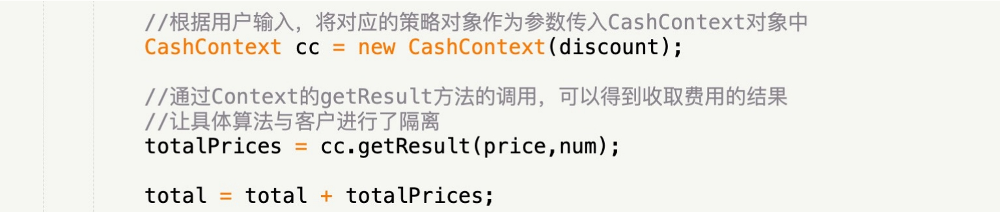 //根据用户输入，将对应的策略对象作为参数传入CashContext对象中
CashContext cc = new CashContext(discount);
//通过Context的getResult方法的调用，可以得到收取费用的结果
//让具体算法与客户进行了隔离
totalPrices = cc.getResult(price,num);
total = total + totalPrices;